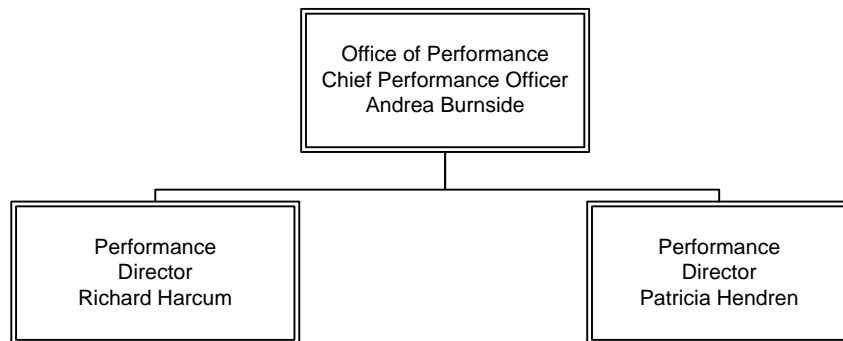 Office of Performance
Chief Performance Officer
Andrea Burnside
Performance
Director
Richard Harcum
Performance
Director
Patricia Hendren